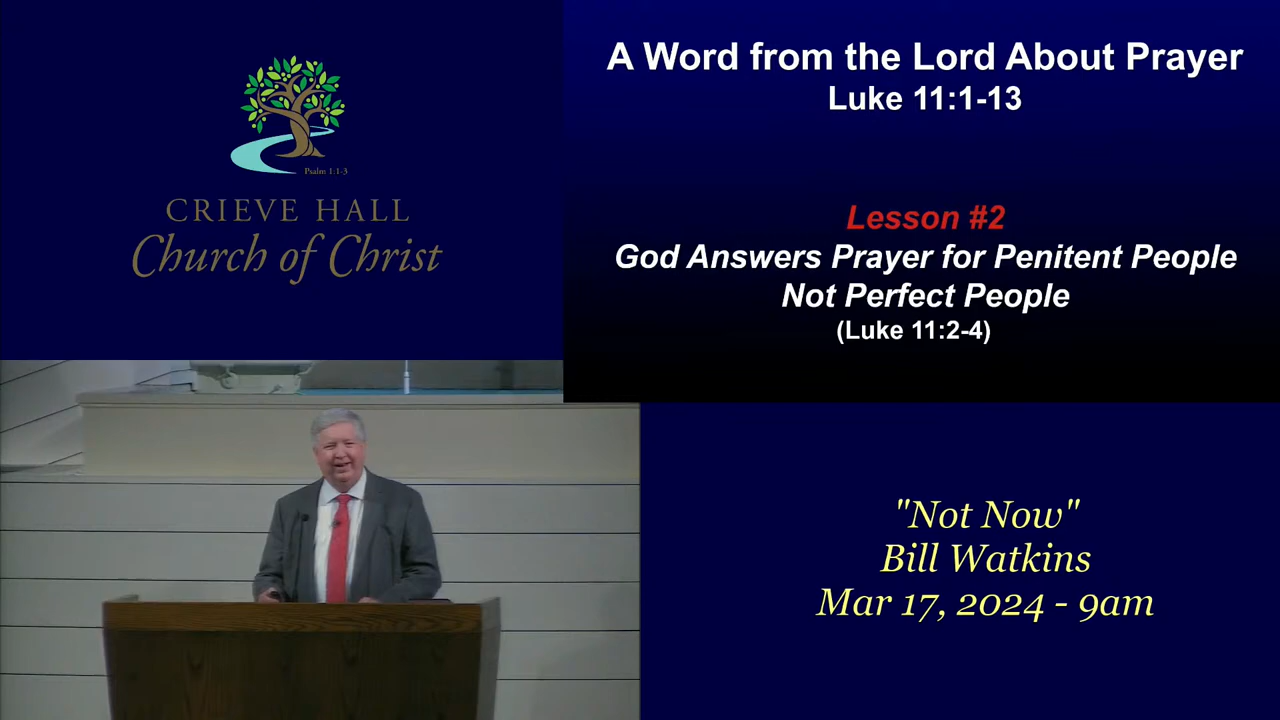 Psalm 1:1-3
CRIEVE HALL
Church of Christ
A Word from the Lord About Prayer
Luke 11:1-13
Lesson #2
God Answers Prayer for Penitent People
Not Perfect People
(Luke 11:2-4)
"Not Now"
Bill Watkins
Mar 17, 2024 - 9am